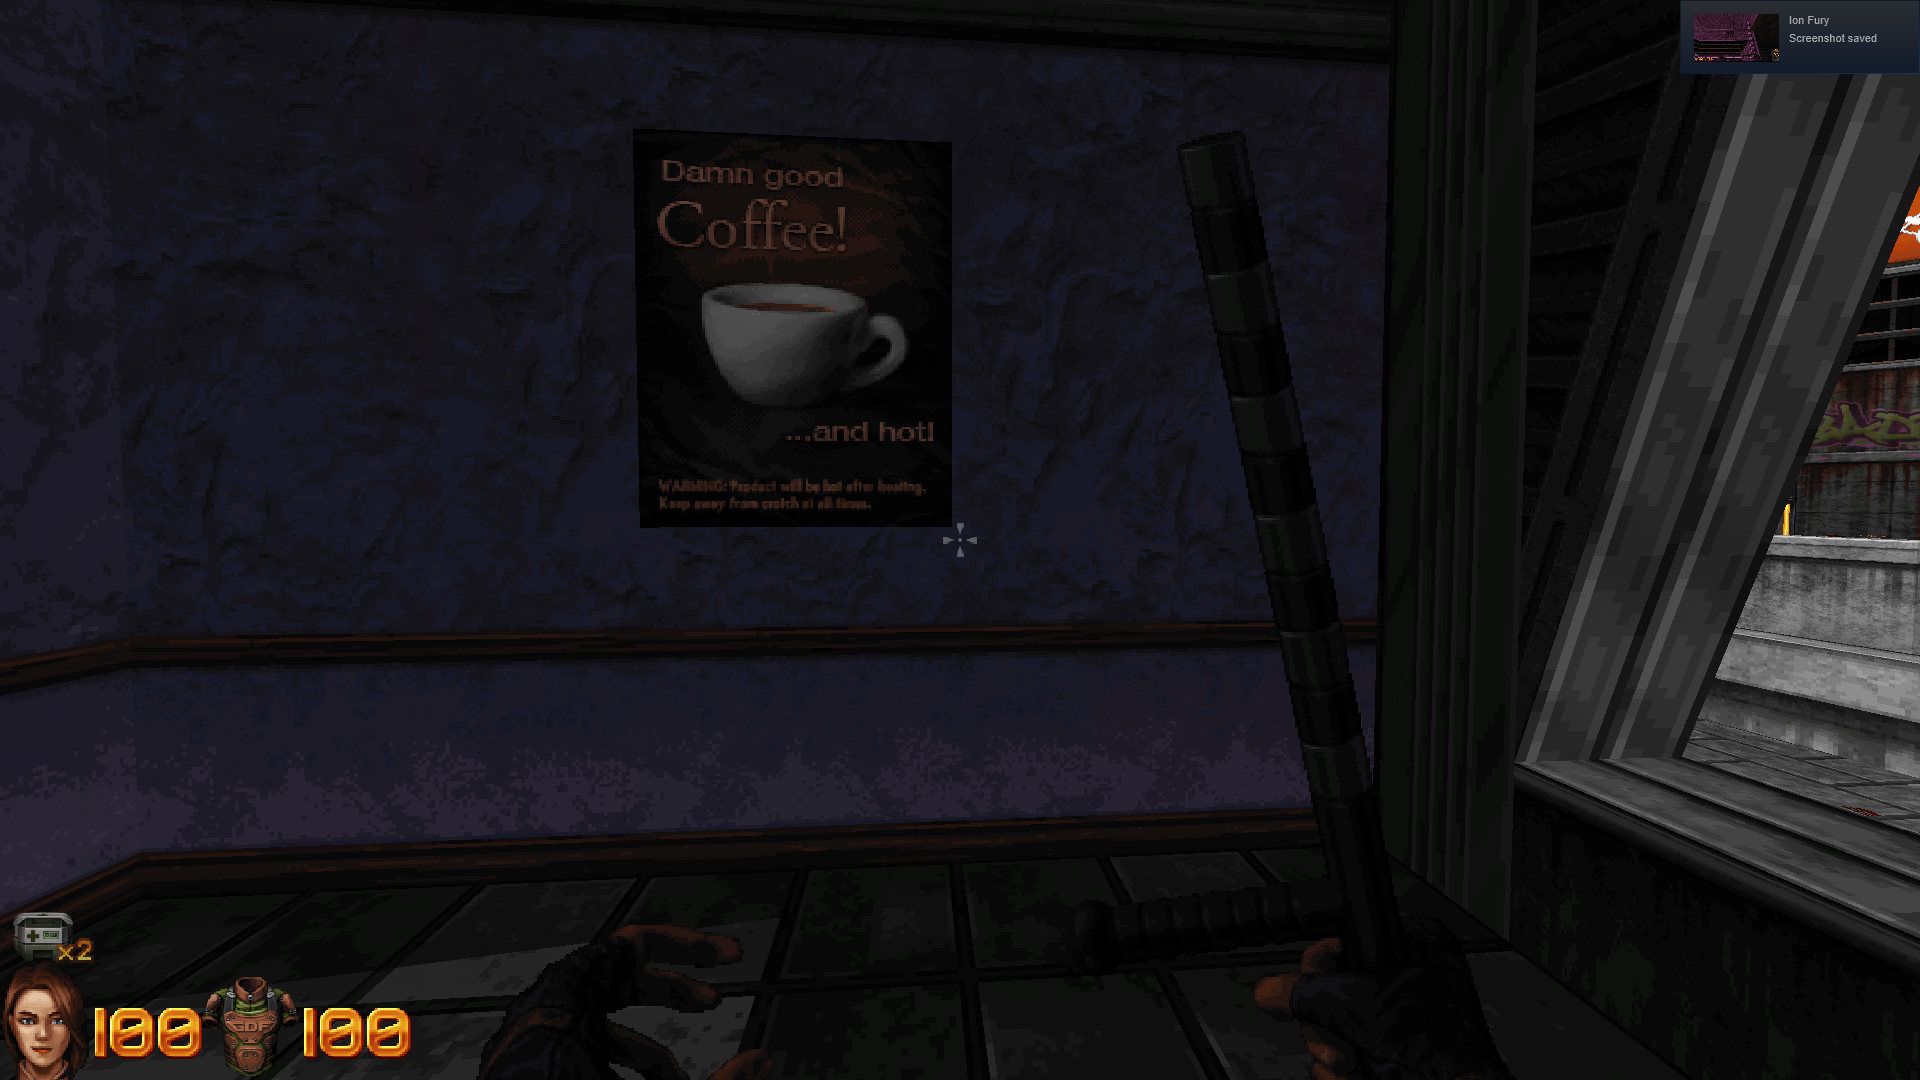 Ion Fury
Screenshot saved
Damn good
Coffee!
...and hot!
WARNING: Product will be hot after heating.
Keep away from crotch at all times.
x2
100
GDF
100